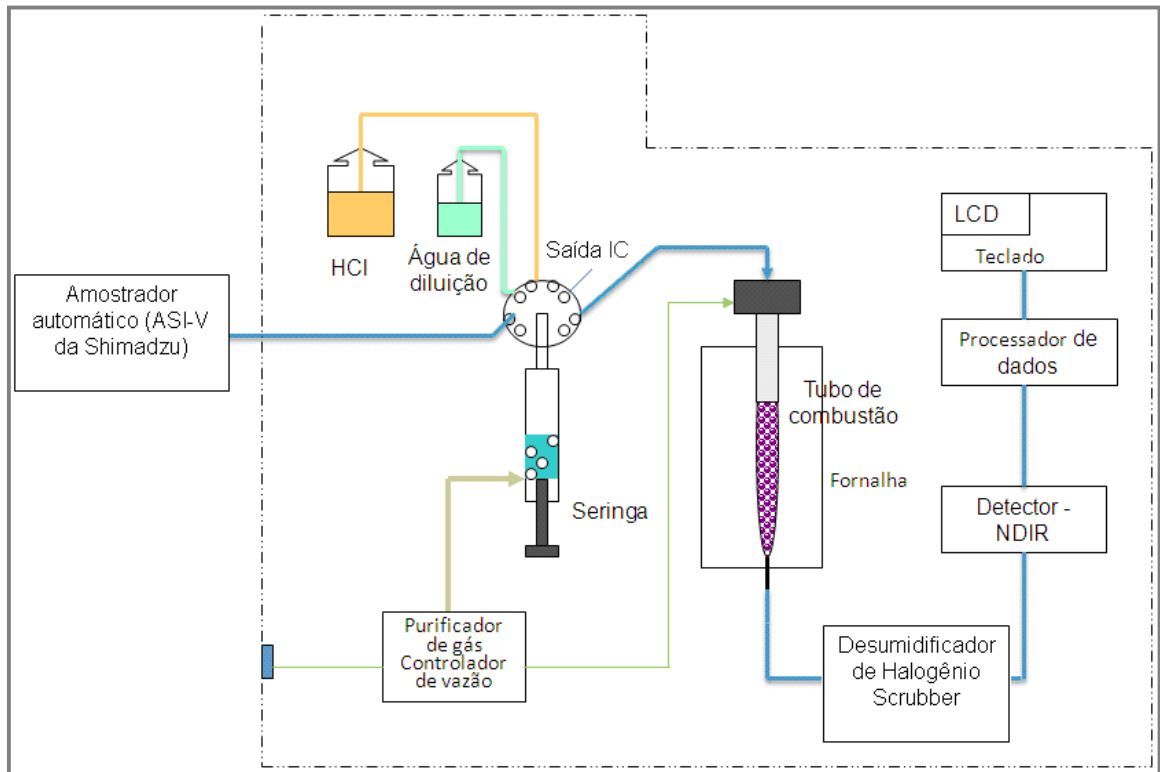 HCl
Água de
diluição
Saída IC
LCD
Teclado
Amostrador
automático (ASI-V
da Shimadzu)
Processador de
dados
Tubo de
combustão
Fornalha
Seringa
Detector -
NDIR
Purificador
de gás
Controlador
de vazão
Desumidificador
de Halogênio
Scrubber